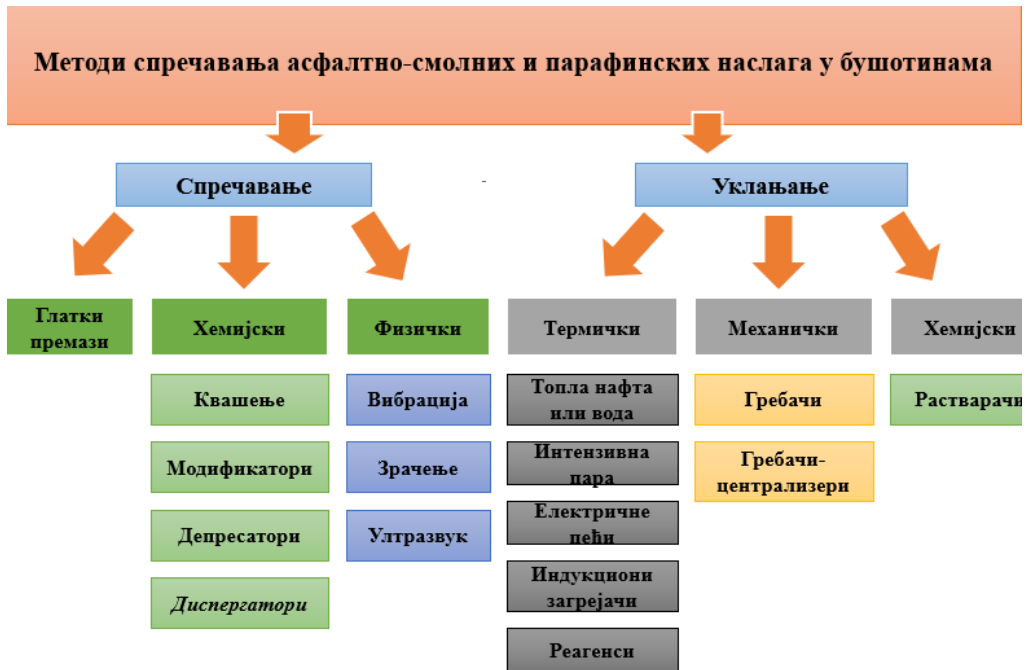 Методи спречавања асфалтно-смолних и парафинских наслага у бушотинама
Спречавање
Уклањање
Глатки
премази
Хемијски
Физички
Термички
Механички
Хемијски
Квашење
Модификатори
Депресатори
Диспергатори
Вибрација
Зрачење
Ултразвук
Топла нафта
или вода
Интензивна
пара
Електричне
пећи
Индукциони
загрејачи
Реагенси
Гребачи
Гребачи-
централизери
Растварачи